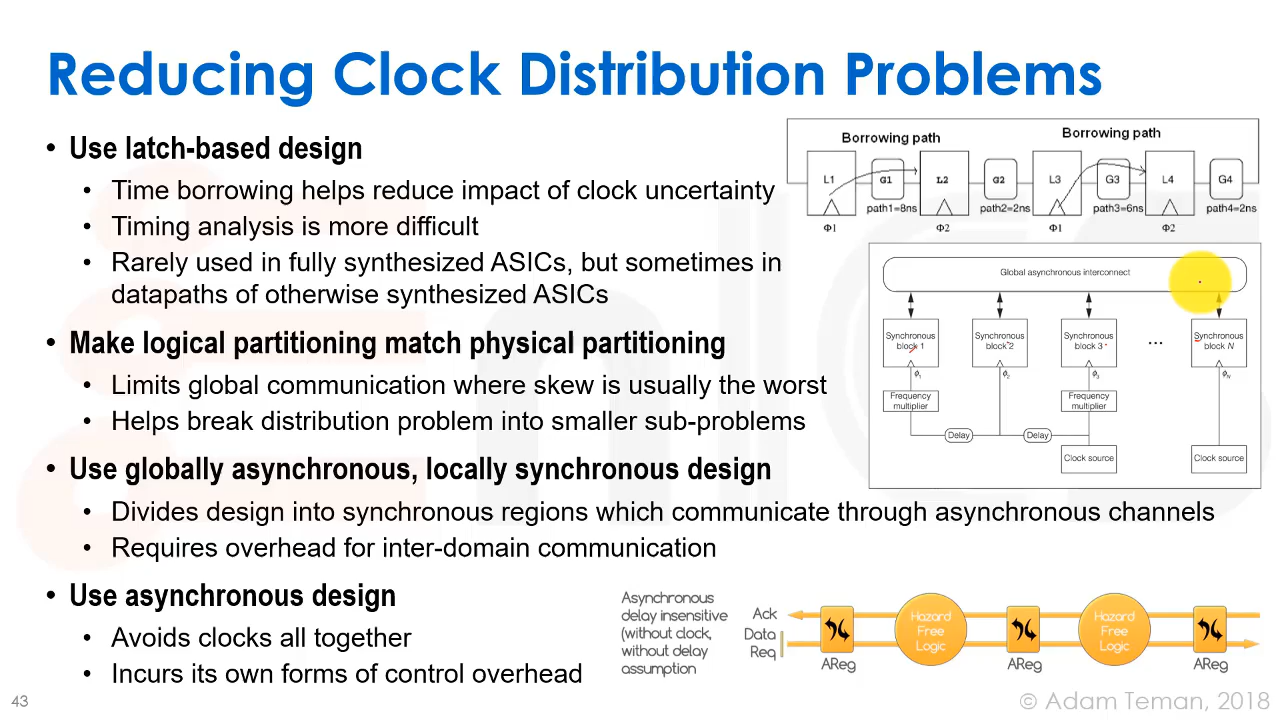 Reducing Clock Distribution Problems
• Use latch-based design
• Time borrowing helps reduce impact of clock uncertainty
• Timing analysis is more difficult
• Rarely used in fully synthesized ASICs, but sometimes in
datapaths of otherwise synthesized ASICs
• Make logical partitioning match physical partitioning
• Limits global communication where skew is usually the worst
• Helps break distribution problem into smaller sub-problems
• Use globally asynchronous, locally synchronous design
• Divides design into synchronous regions which communicate through asynchronous channels
• Requires overhead for inter-domain communication
• Use asynchronous design
• Avoids clocks all together
• Incurs its own forms of control overhead
Borrowing path Borrowing path
L1 G1 L2 G2 L3 G3 L4 G4
path1=8ns path2=2ns path3=6ns path4=2ns
Φ1 Φ2 Φ1 Φ2
Global asynchronous interconnect
Synchronous Synchronous Synchronous Synchronous
block 1 block 2 block 3 ... block N
ϕ1 ϕ2 ϕ3 ϕN
Frequency Frequency
multiplier multiplier
Delay Delay
Clock source Clock source
Asynchronous
delay insensitive
(without clock,
without delay
assumption
Ack
Data
Req
Hazard Hazard
Free Free
Logic Logic
AReg AReg AReg
43
© Adam Teman, 2018